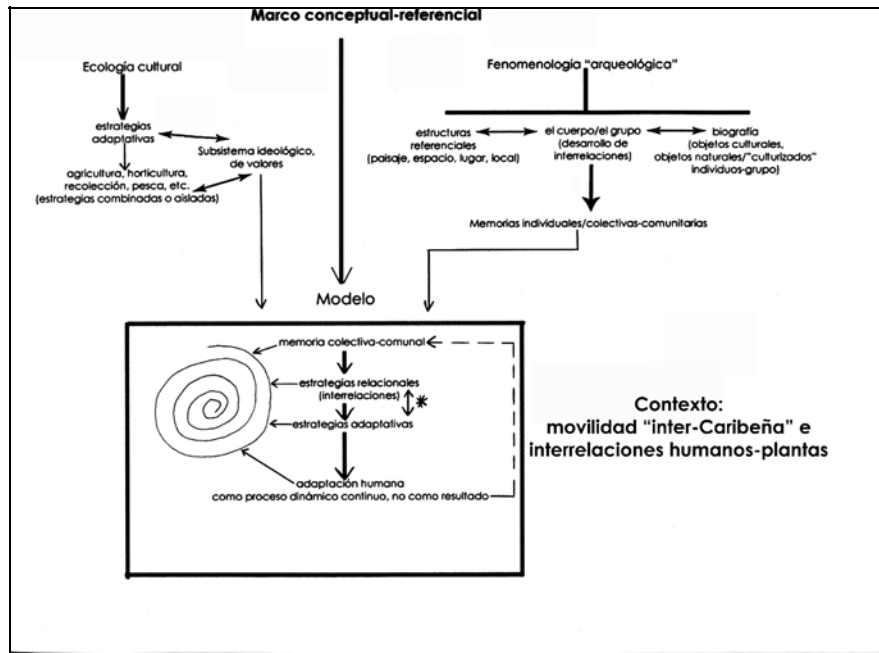 Marco conceptual-referencial
Ecología cultural
Fenomenología "arqueológica"
estrategias
adaptativas
Subsistema ideológico,
de valores
agricultura, horticultura,
recolección, pesca, etc.
(estrategias combinadas o aisladas)
estructuras
referenciales
(paisaje, espacio, lugar, local)
el cuerpo/el grupo
(desarrollo de
interrelaciones)
biografía
(objetos culturales,
objetos naturales/"culturizados"
individuos-grupo)
Memorias individuales/colectivas-comunitarias
Modelo
memoria colectiva-comunal
estrategias relacionales
(interrelaciones)
*
estrategias adaptativas
adaptación humana
como proceso dinámico continuo, no como resultado
Contexto:
movilidad "inter-Caribeña" e
interrelaciones humanos-plantas